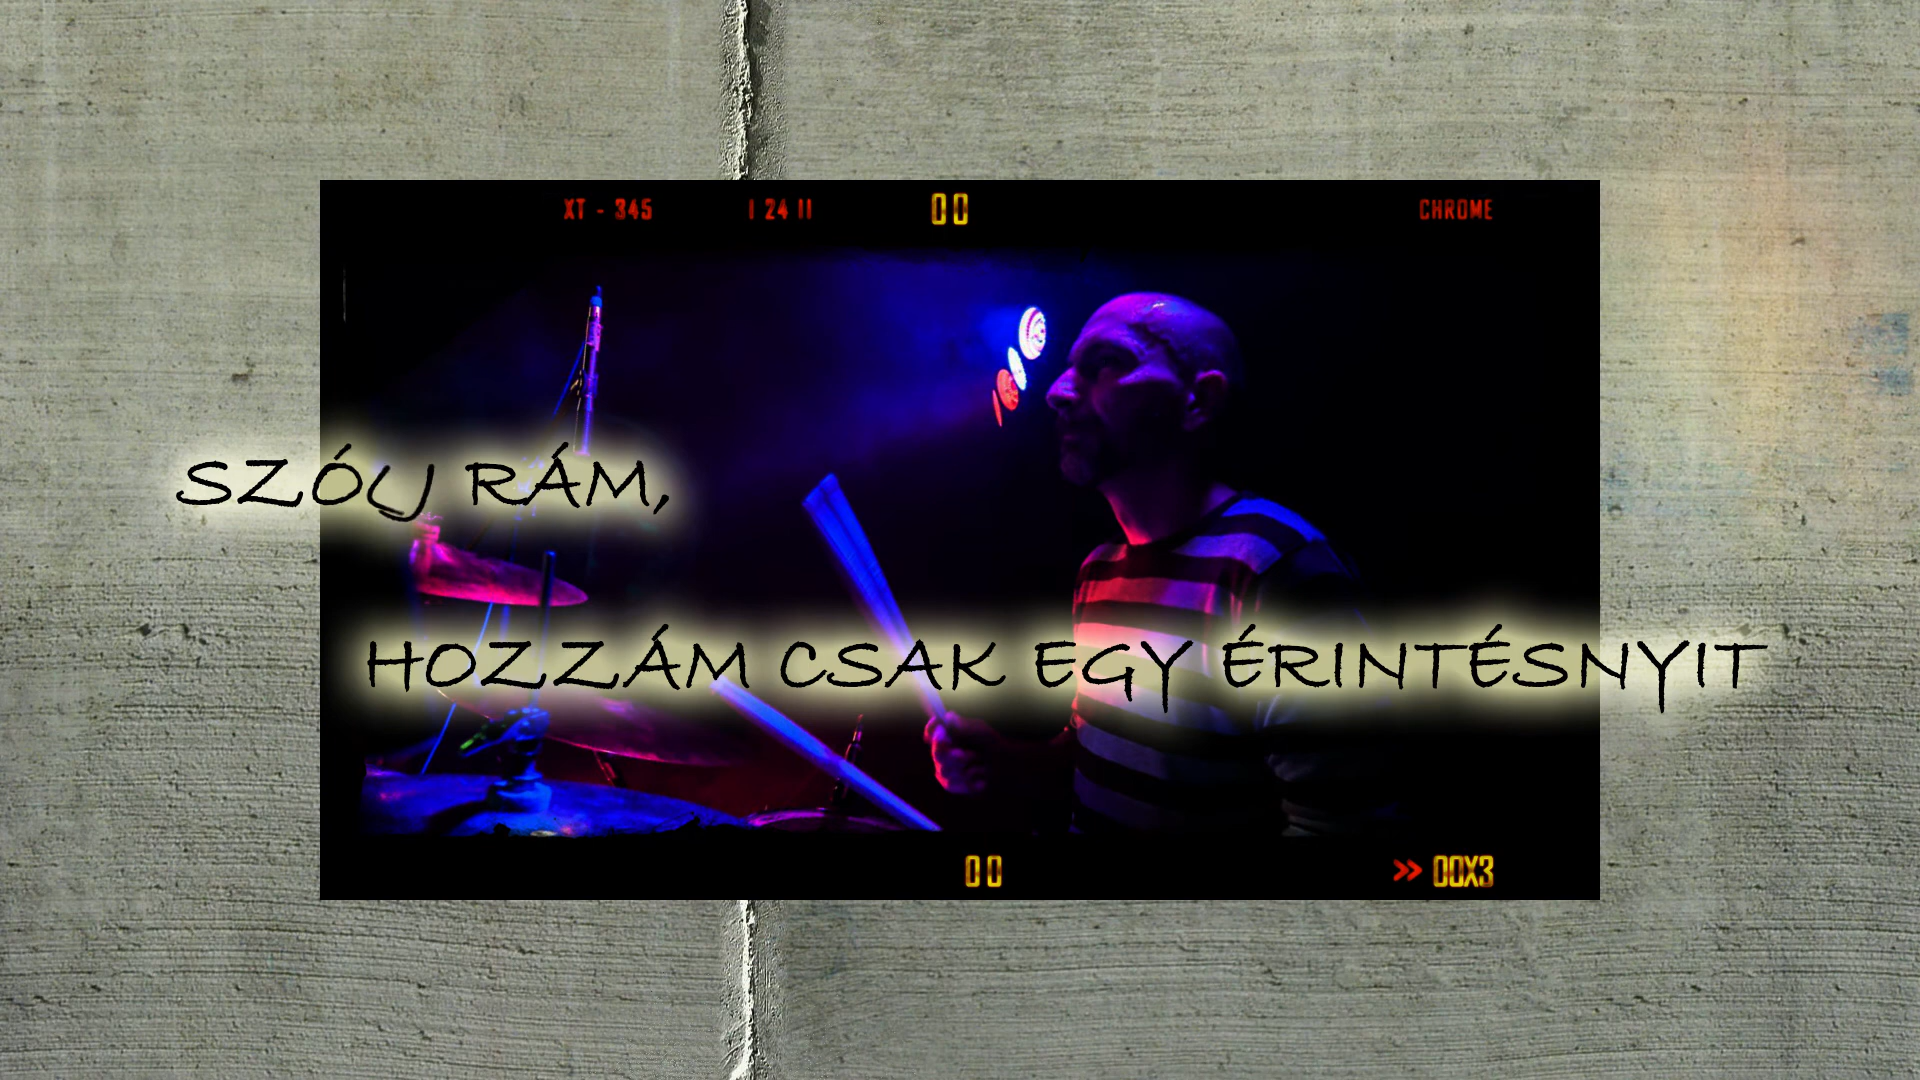 XT - 345 I 24 II 00 CHROME
SZÓLJ RÁM,
HOZZÁM CSAK EGY ÉRINTÉSNYIT
00 >> 00X3